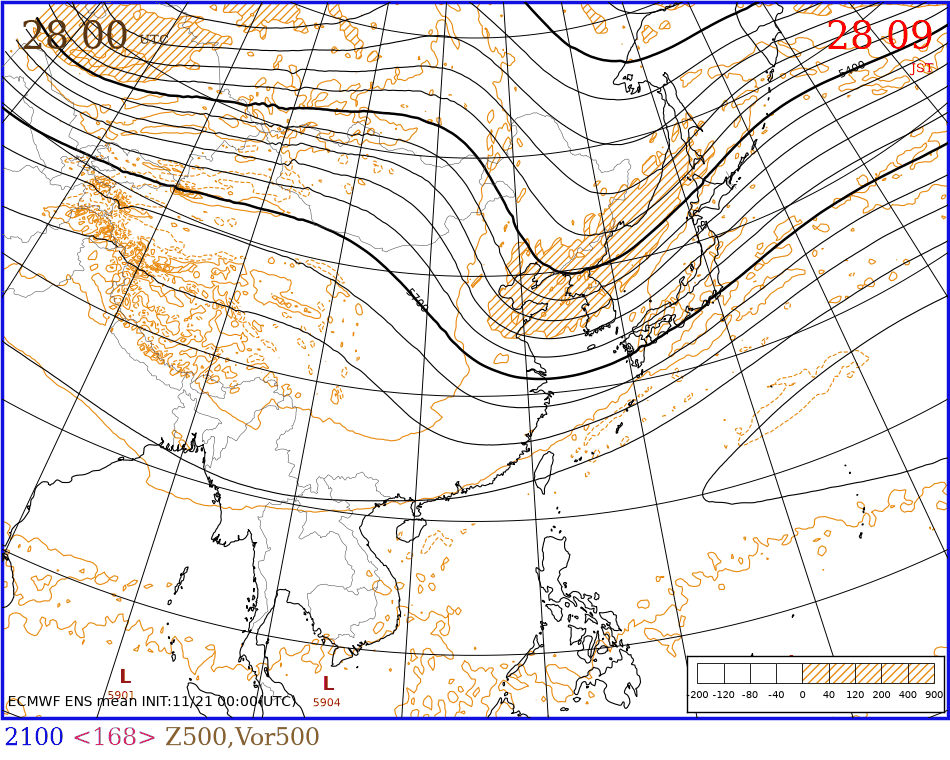 28 00 UTC
28 09
JST
5400
5700
L
5901
L
5904
ECMWF ENS mean INIT:11/21 00:00(UTC)
-200 -120 -80 -40 0 40 120 200 400 900
2100 <168> Z500,Vor500